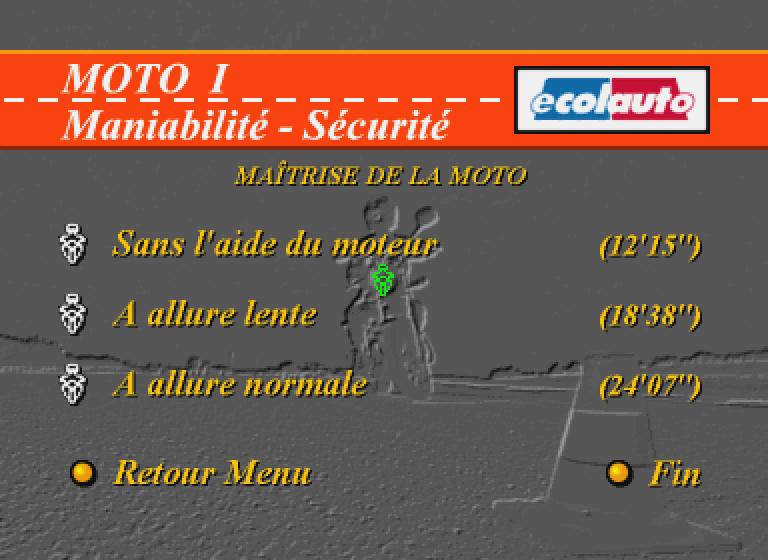 MOTO I
Maniabilité - Sécurité
ecolauto
MAÎTRISE DE LA MOTO
Sans l'aide du moteur (12'15")
A allure lente (18'38")
A allure normale (24'07")
Retour Menu Fin